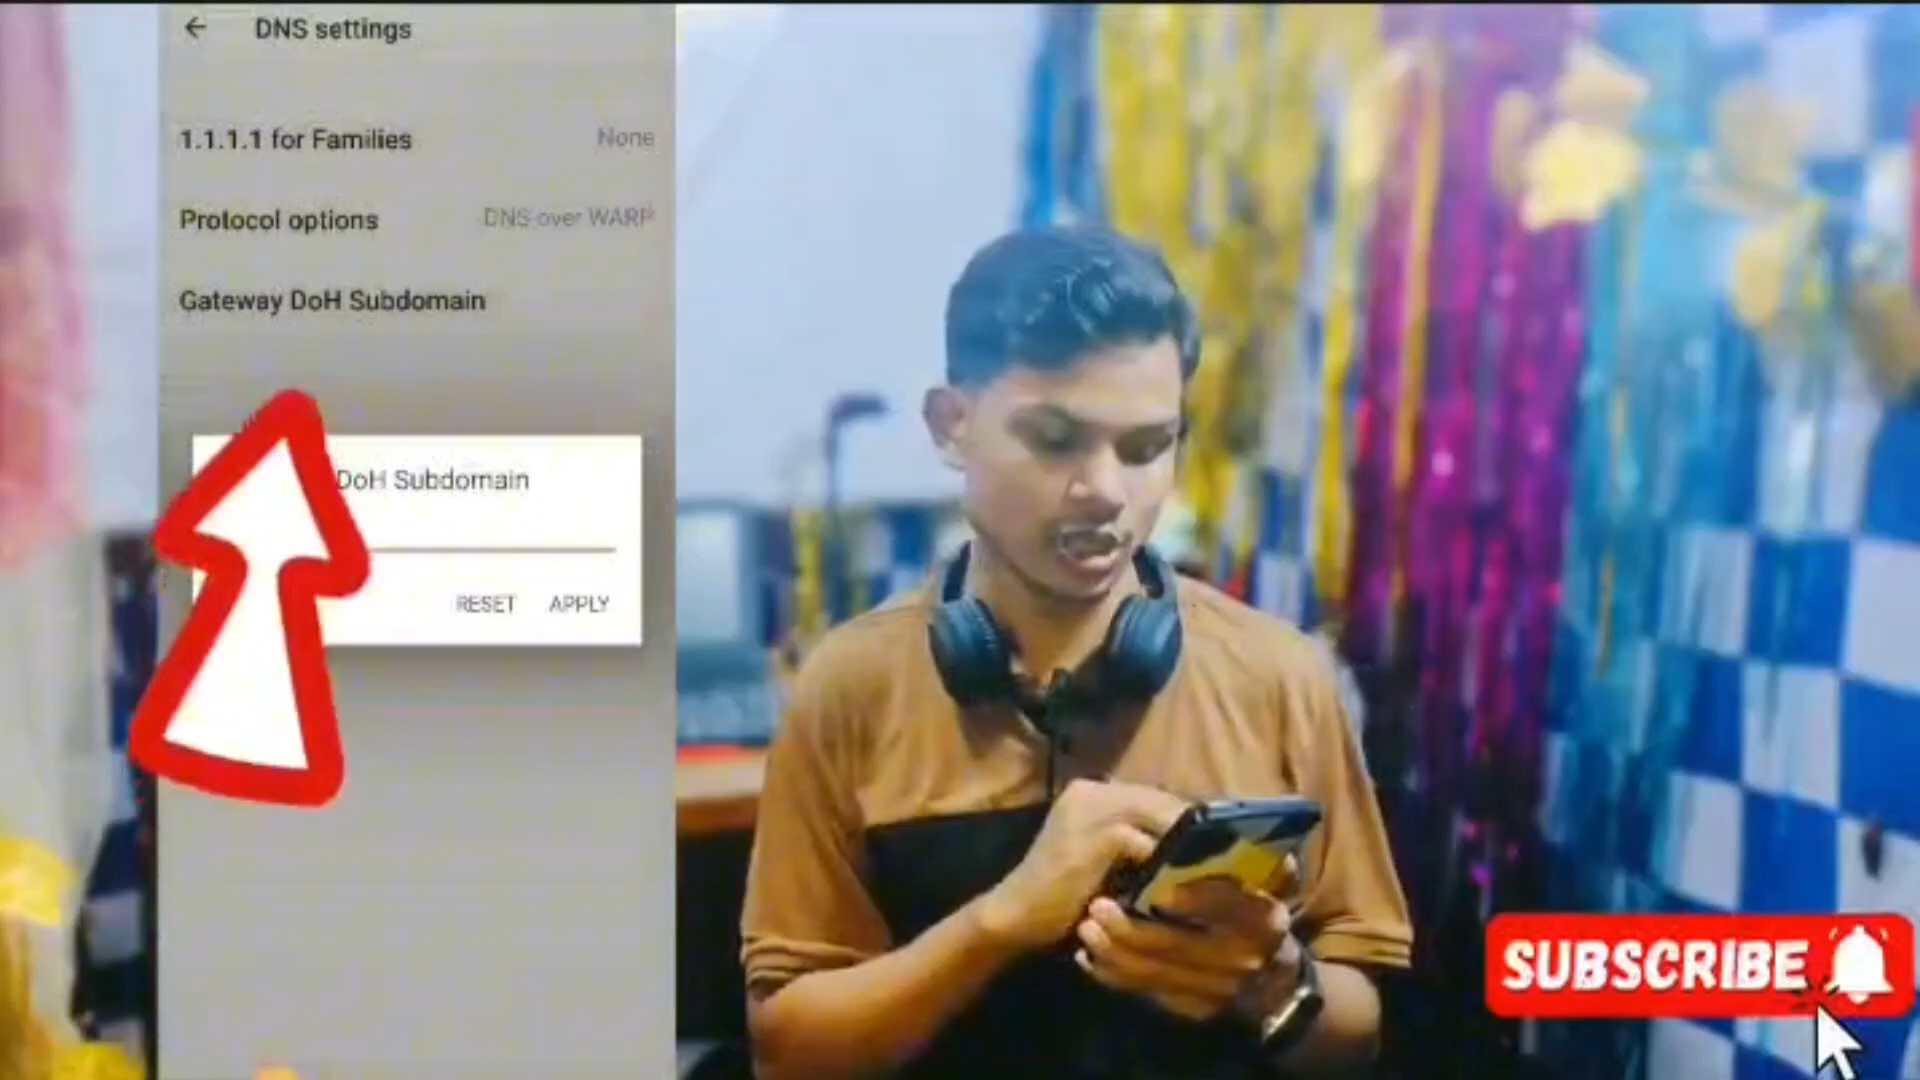 DNS settings
1.1.1.1 for Families None
Protocol options DNS over WARP
Gateway DoH Subdomain
DoH Subdomain
RESET APPLY
SUBSCRIBE